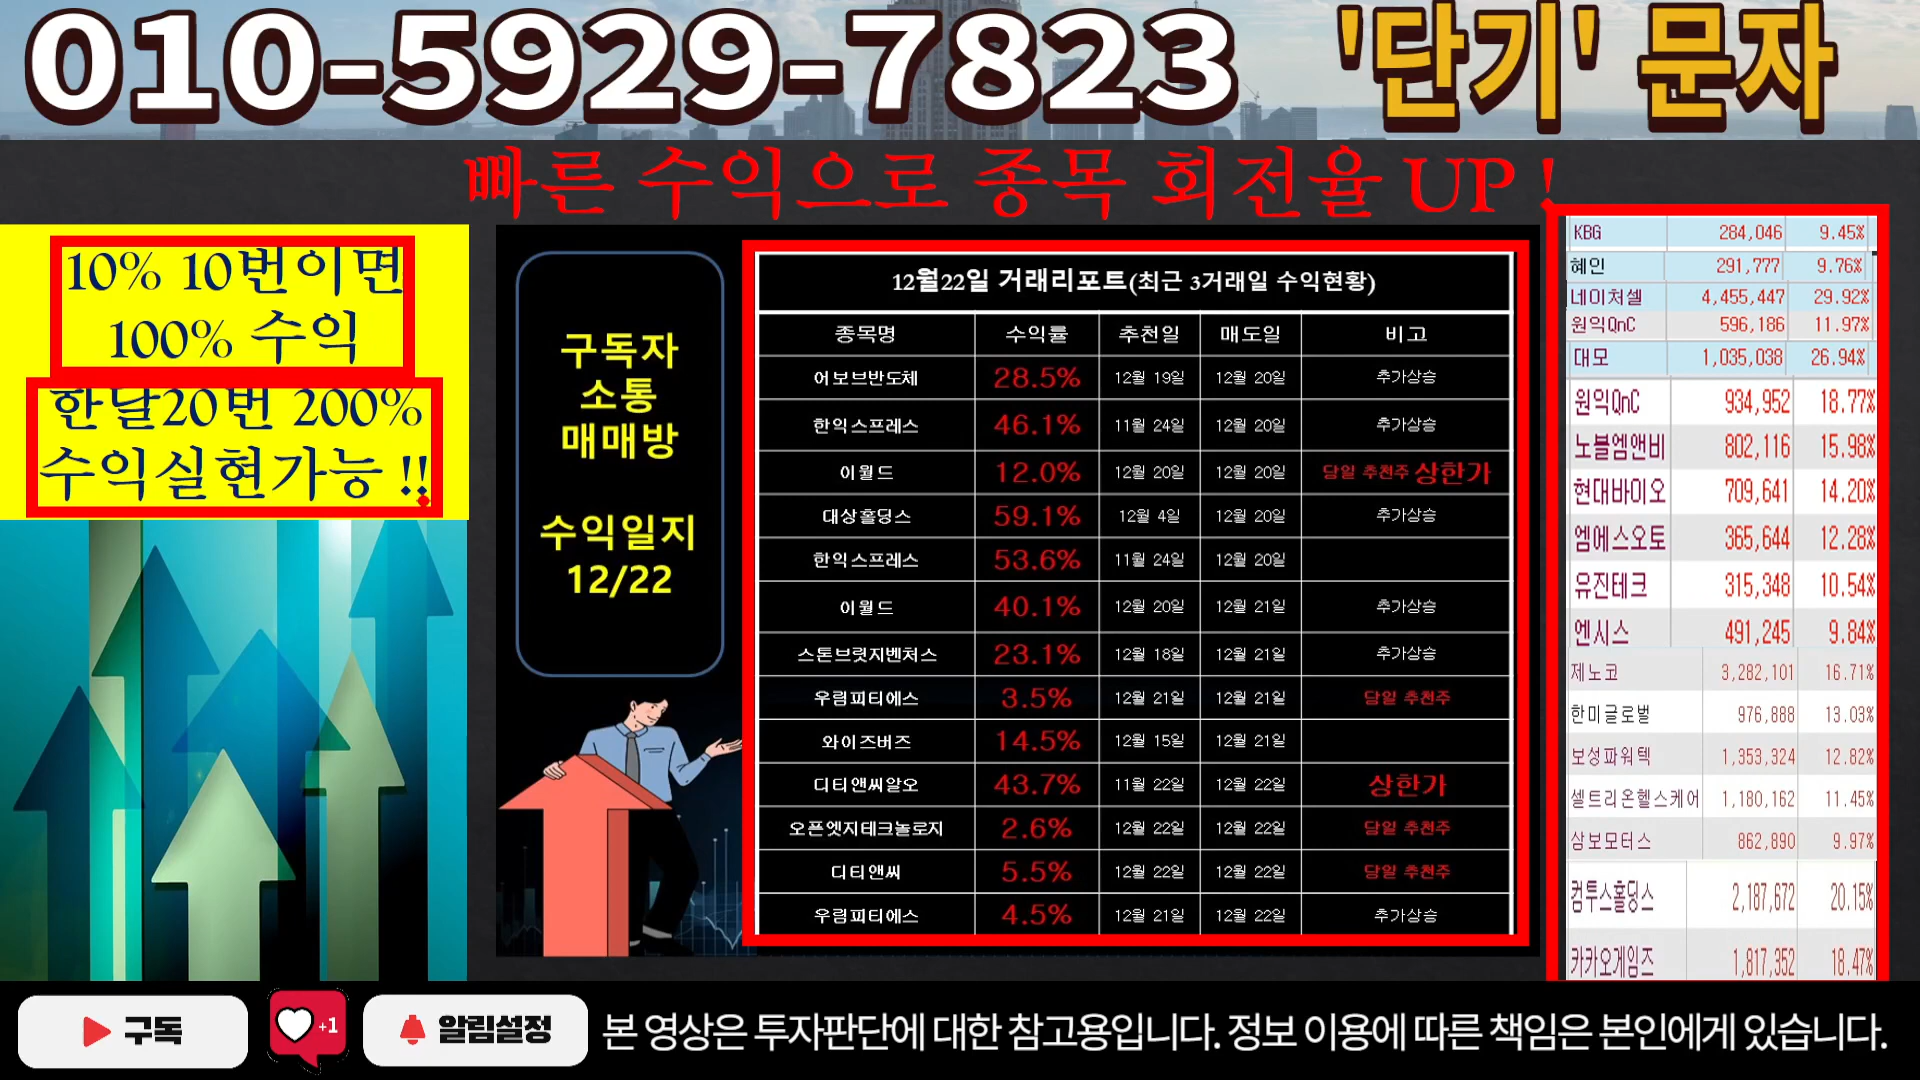 010-5929-7823 '단기' 문자
빠른 수익으로 종목 회전율 UP !
10% 10번이면
100% 수익
한달20번 200%
수익실현가능 !!
구독자
소통
매매방
수익일지
12/22
12월22일 거래리포트(최근 3거래일 수익현황)
종목명 수익률 추천일 매도일 비고
어보브반도체 28.5% 12월 19일 12월 20일 추가상승
한익스프레스 46.1% 11월 24일 12월 20일 추가상승
이월드 12.0% 12월 20일 12월 20일 당일 추천주 상한가
대상홀딩스 59.1% 12월 4일 12월 20일 추가상승
한익스프레스 53.6% 11월 24일 12월 20일
이월드 40.1% 12월 20일 12월 21일 추가상승
스톤브릿지벤처스 23.1% 12월 18일 12월 21일 추가상승
우럼피티에스 3.5% 12월 21일 12월 21일 당일 추천주
와이즈버즈 14.5% 12월 15일 12월 21일
디티앤씨알오 43.7% 11월 22일 12월 22일 상한가
오픈엣지테크놀로지 2.6% 12월 22일 12월 22일 당일 추천주
디티앤씨 5.5% 12월 22일 12월 22일 당일 추천주
우럼피티에스 4.5% 12월 21일 12월 22일 추가상승
KBG 284,046 9.45%
혜인 291,777 9.76%
네이처셀 4,455,447 29.92%
원익QnC 596,186 11.97%
대모 1,035,038 26.94%
원익QnC 934,952 18.77%
노블엠앤비 802,116 15.98%
현대바이오 709,641 14.20%
엠에스오토 365,644 12.28%
유진테크 315,348 10.54%
엔시스 491,245 9.84%
제노코 3,282,101 16.71%
한미글로벌 976,888 13.03%
보성파워텍 1,353,324 12.82%
셀트리온헬스케어 1,180,162 11.45%
삼보모터스 862,890 9.97%
컴투스홀딩스 2,187,672 20.15%
카카오게임즈 1,817,352 18.47%
구독
+1
알림설정
본 영상은 투자판단에 대한 참고용입니다. 정보 이용에 따른 책임은 본인에게 있습니다.